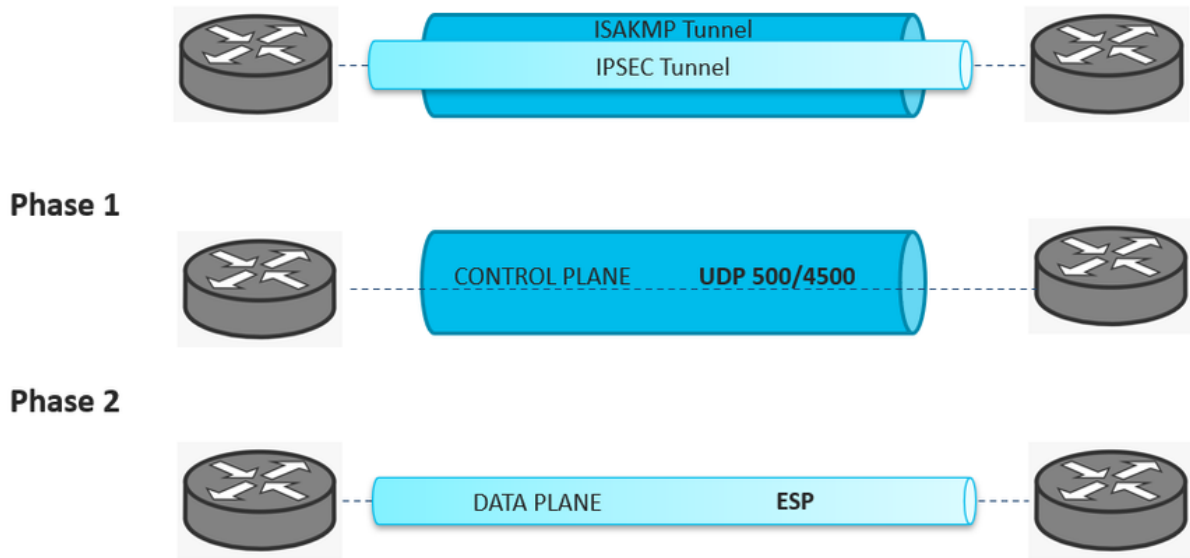 ISAKMP Tunnel
IPSEC Tunnel
Phase 1
CONTROL PLANE UDP 500/4500
Phase 2
DATA PLANE ESP